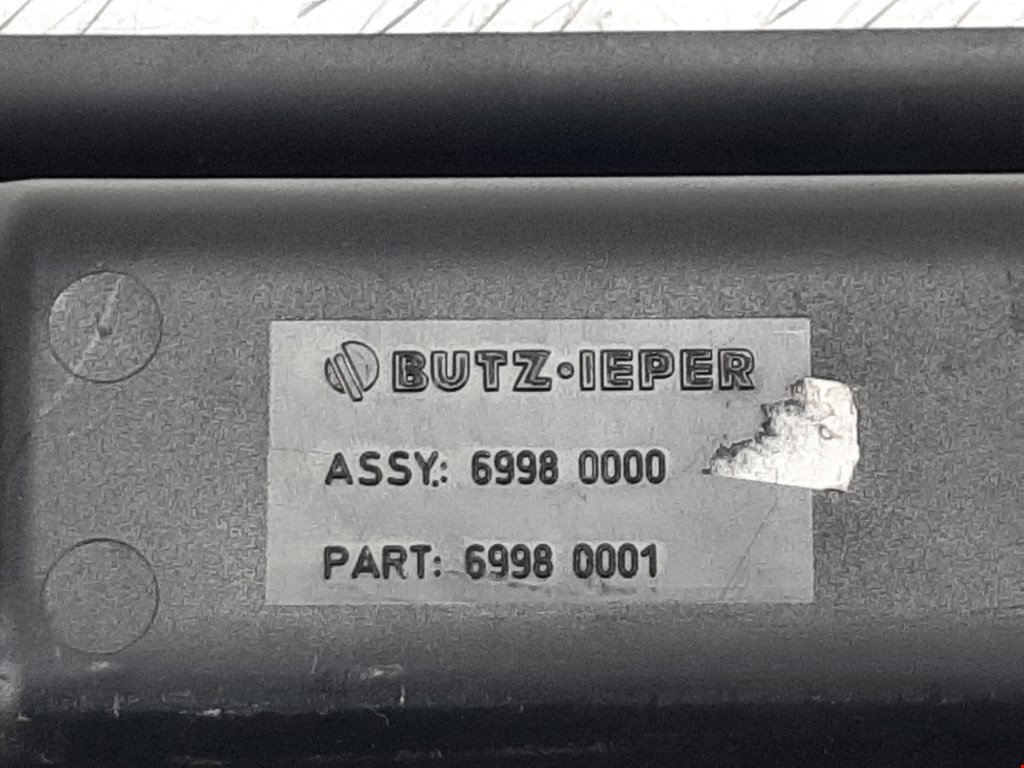 BUTZ•IEPER
ASSY.: 6998 0000
PART: 6998 0001